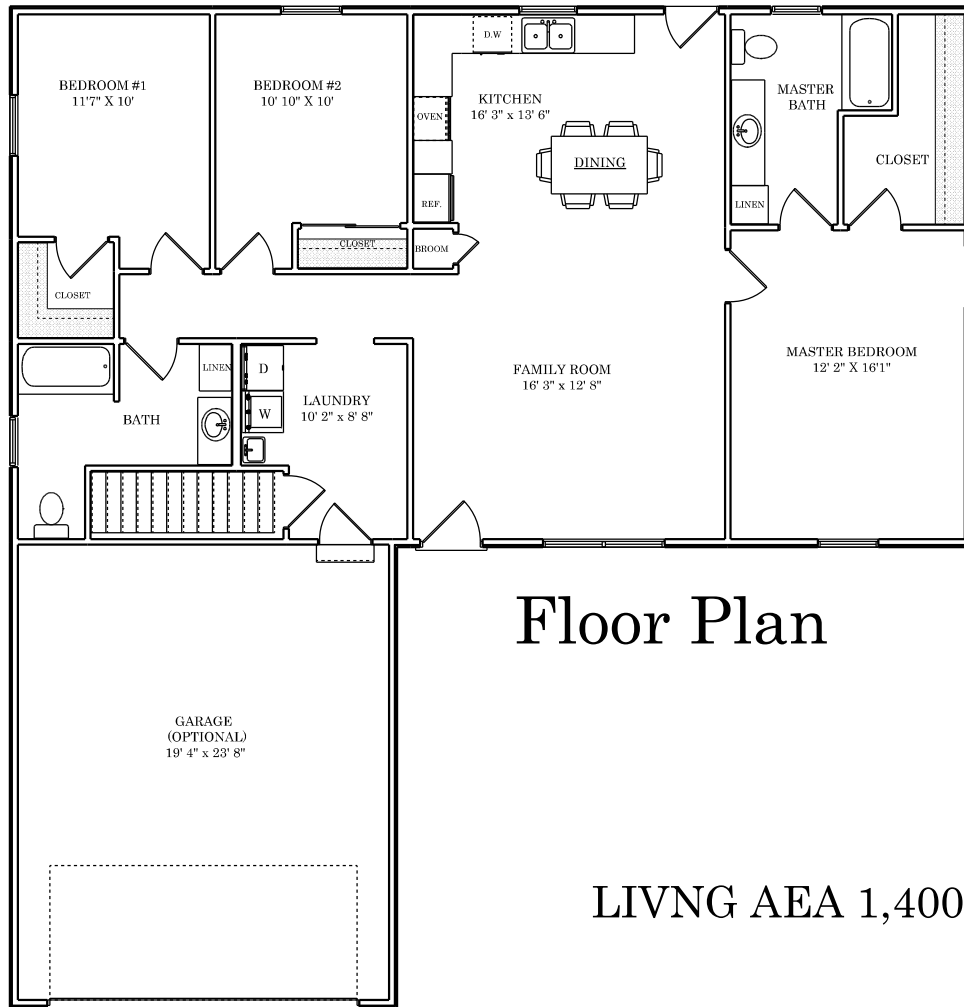 BEDROOM #1
11'7" X 10'
BEDROOM #2
10' 10" X 10'
D.W
KITCHEN
16' 3" x 13' 6"
OVEN
DINING
REF.
BROOM
MASTER
BATH
CLOSET
LINEN
CLOSET
CLOSET
LINEN
D
W
LAUNDRY
10' 2" x 8' 8"
BATH
FAMILY ROOM
16' 3" x 12' 8"
MASTER BEDROOM
12' 2" X 16'1"
Floor Plan
GARAGE
(OPTIONAL)
19' 4" x 23' 8"
LIVNG AEA 1,400